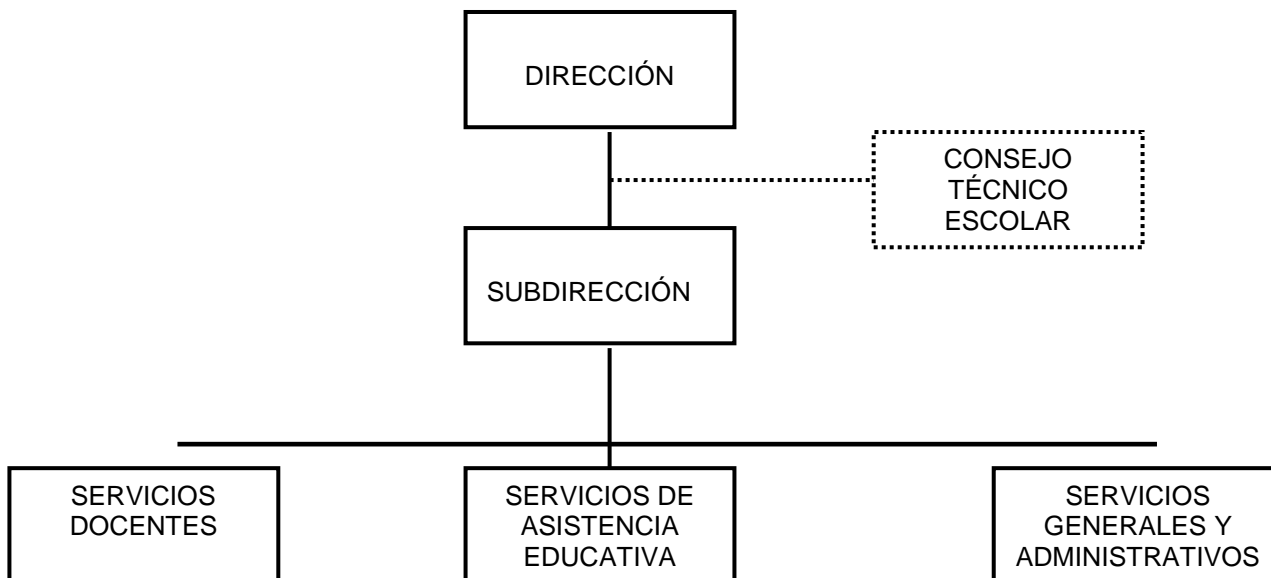 DIRECCIÓN
CONSEJO
TÉCNICO
ESCOLAR
SUBDIRECCIÓN
SERVICIOS
DOCENTES
SERVICIOS DE
ASISTENCIA
EDUCATIVA
SERVICIOS
GENERALES Y
ADMINISTRATIVOS